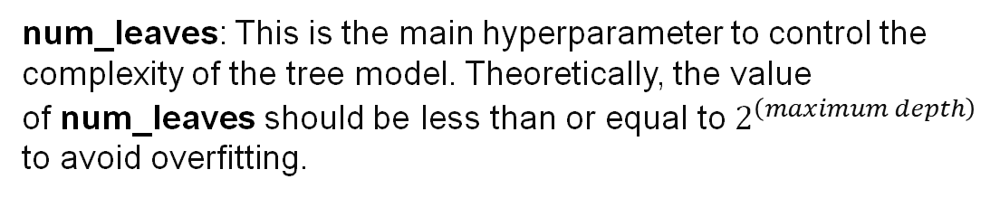 num_leaves: This is the main hyperparameter to control the
complexity of the tree model. Theoretically, the value
of num_leaves should be less than or equal to 2^(maximum depth)
to avoid overfitting.